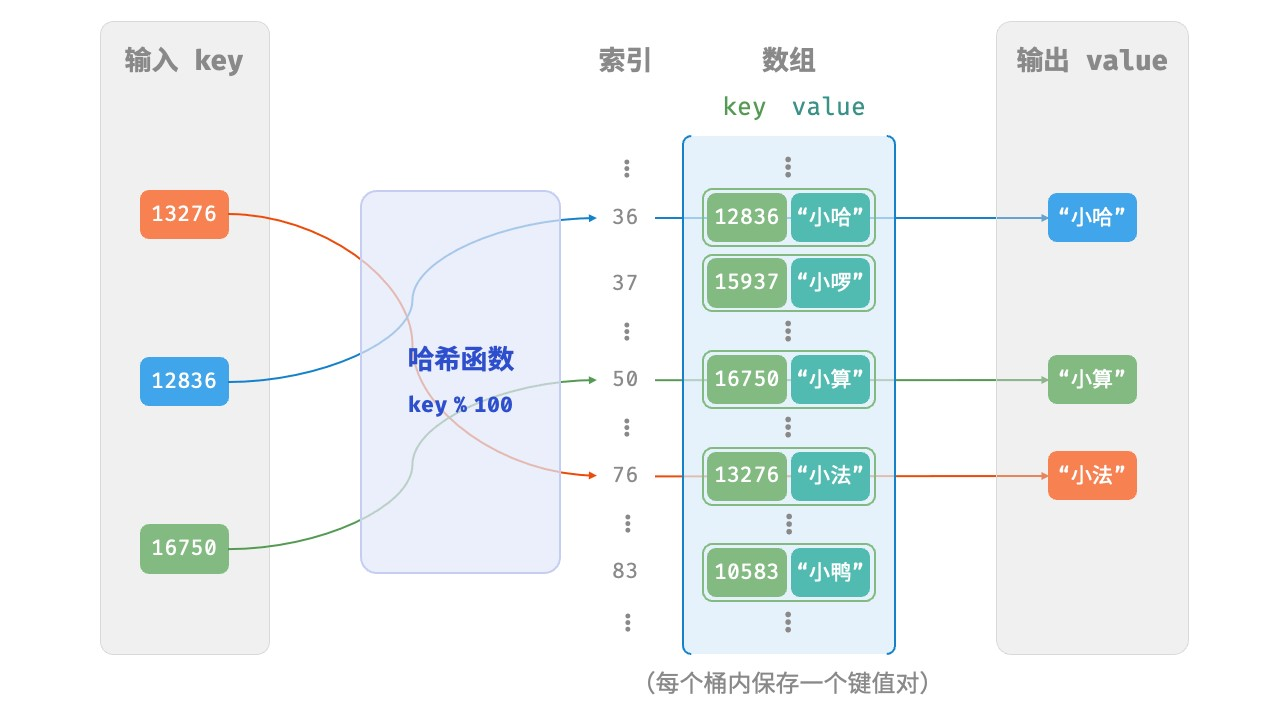 输入 key
索引
数组
输出 value
key value
13276
12836
16750
哈希函数
key % 100
36
37
50
76
83
12836 “小哈”
15937 “小啰”
16750 “小算”
13276 “小法”
10583 “小鸭”
“小哈”
“小算”
“小法”
（每个桶内保存一个键值对）